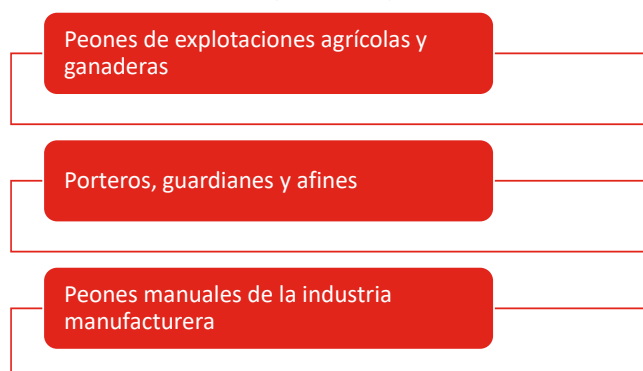 Peones de explotaciones agrícolas y
ganaderas
Porteros, guardianes y afines
Peones manuales de la industria
manufacturera